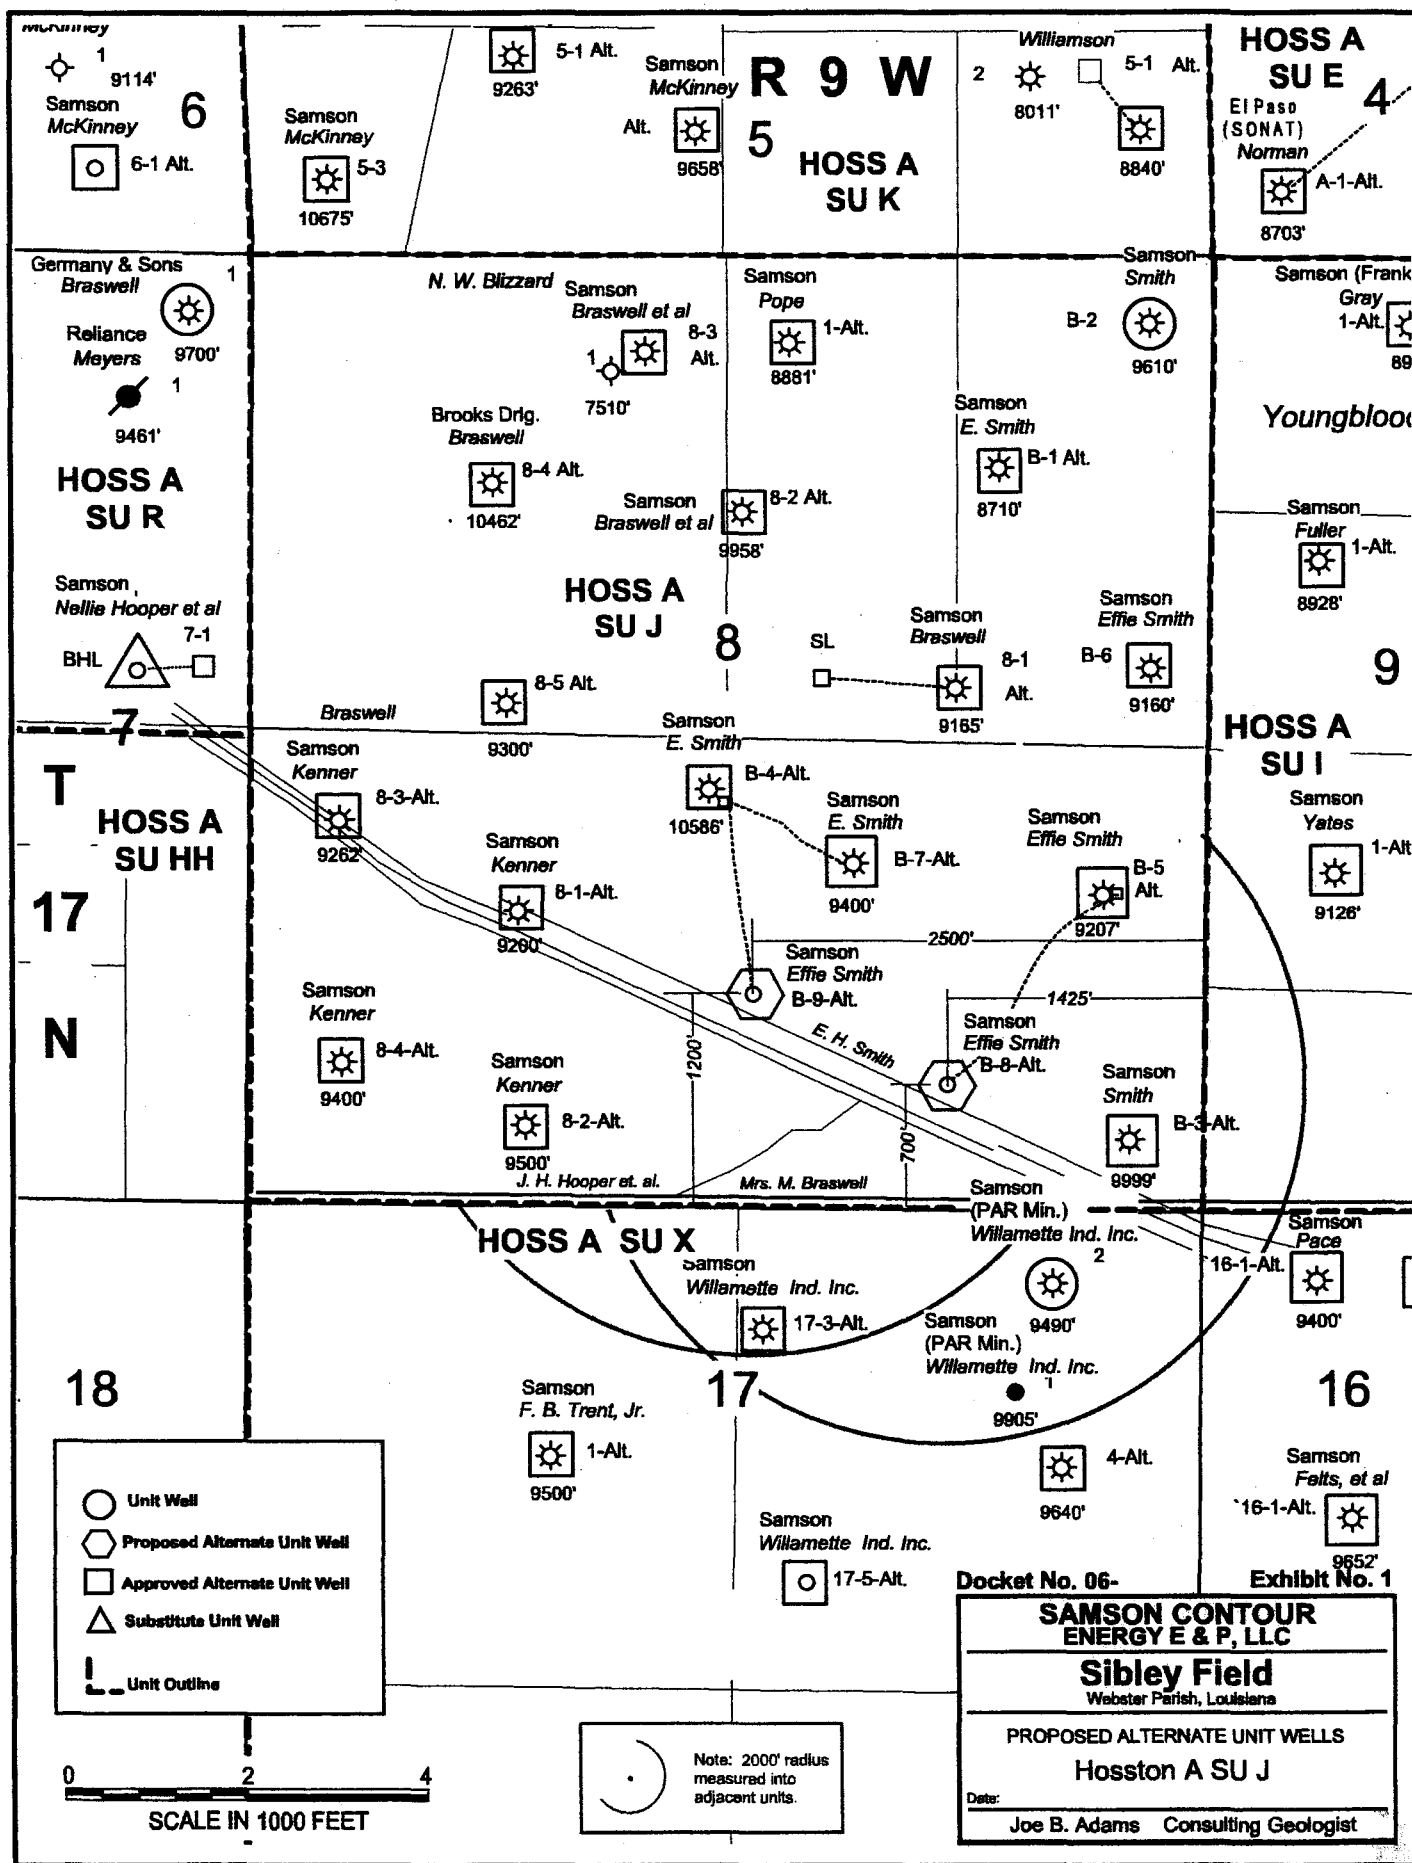 McKinney
1
9114'
Samson
McKinney
6-1 Alt.
6
Samson
McKinney
5-3
10675'
5-1 Alt.
9263'
Samson
McKinney
Alt.
9658'
R 9 W
5
HOSS A
SU K
Williamson
2
8011'
5-1 Alt.
8840'
HOSS A
SU E
4
El Paso
(SONAT)
Norman
A-1-Alt.
8703'
Germany & Sons
Braswell
1
9700'
Reliance
Meyers
1
9461'
HOSS A
SU R
Samson
Nellie Hooper et al
7-1
BHL
7
N. W. Blizzard
Samson
Braswell et al
8-3
Alt.
1
7510'
Samson
Pope
1-Alt.
8881'
Samson
Smith
B-2
9610'
Samson (Frank
Gray
1-Alt.
89
Youngblood
Brooks Drlg.
Braswell
8-4 Alt.
10462'
Samson
Braswell et al
8-2 Alt.
9958'
Samson
E. Smith
B-1 Alt.
8710'
Samson
Fuller
1-Alt.
8928'
HOSS A
SU J
8
SL
Samson
Braswell
8-1
Alt.
9165'
Samson
Effie Smith
B-6
9160'
9
8-5 Alt.
9300'
Braswell
HOSS A
SU I
T
17
N
HOSS A
SU HH
Samson
Kenner
8-3-Alt.
9262'
Samson
E. Smith
B-4-Alt.
10586'
Samson
E. Smith
B-7-Alt.
9400'
Samson
Effie Smith
B-5
Alt.
9207'
Samson
Yates
1-Alt
9126'
Samson
Kenner
8-1-Alt.
9200'
2500'
Samson
Effie Smith
B-9-Alt.
1425'
Samson
Effie Smith
B-8-Alt.
E. H. Smith
1200'
700'
Samson
Kenner
8-4-Alt.
9400'
Samson
Kenner
8-2-Alt.
9500'
Samson
Smith
B-3-Alt.
9999'
J. H. Hooper et. al.
Mrs. M. Braswell
HOSS A SU X
Samson
(PAR Min.)
Willamette Ind. Inc.
2
9490'
Samson
Pace
16-1-Alt.
9400'
Samson
Willamette Ind. Inc.
17-3-Alt.
Samson
(PAR Min.)
Willamette Ind. Inc.
1
9905'
18
17
16
Samson
F. B. Trent, Jr.
1-Alt.
9500'
4-Alt.
9640'
Samson
Felts, et al
16-1-Alt.
9652'
Samson
Willamette Ind. Inc.
17-5-Alt.
Unit Well
Proposed Alternate Unit Well
Approved Alternate Unit Well
Substitute Unit Well
Unit Outline
0 2 4
SCALE IN 1000 FEET
Note: 2000' radius
measured into
adjacent units.
Docket No. 06- Exhibit No. 1
SAMSON CONTOUR
ENERGY E & P, LLC
Sibley Field
Webster Parish, Louisiana
PROPOSED ALTERNATE UNIT WELLS
Hosston A SU J
Date:
Joe B. Adams Consulting Geologist